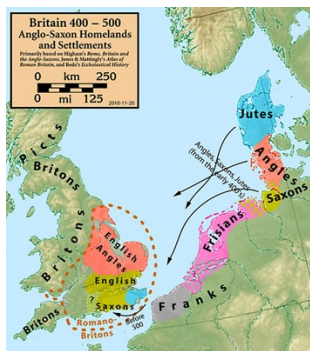 Britain 400 – 500
Anglo-Saxon Homelands
and Settlements
Primarily based on Higham's Rome, Britain and
the Anglo-Saxons, Jones & Mattingly's Atlas of
Roman Britain, and Bede's Ecclesiastical History
0 km 250
0 mi 125
2010-11-20
Jutes
Angles
Saxons
Angles, Saxons, Jutes
(from the early 400's)
Frisians
Franks
Picts
Britons
Britons
English
Angles
English
Saxons
?
Britons
Romano-
Britons
Before
500